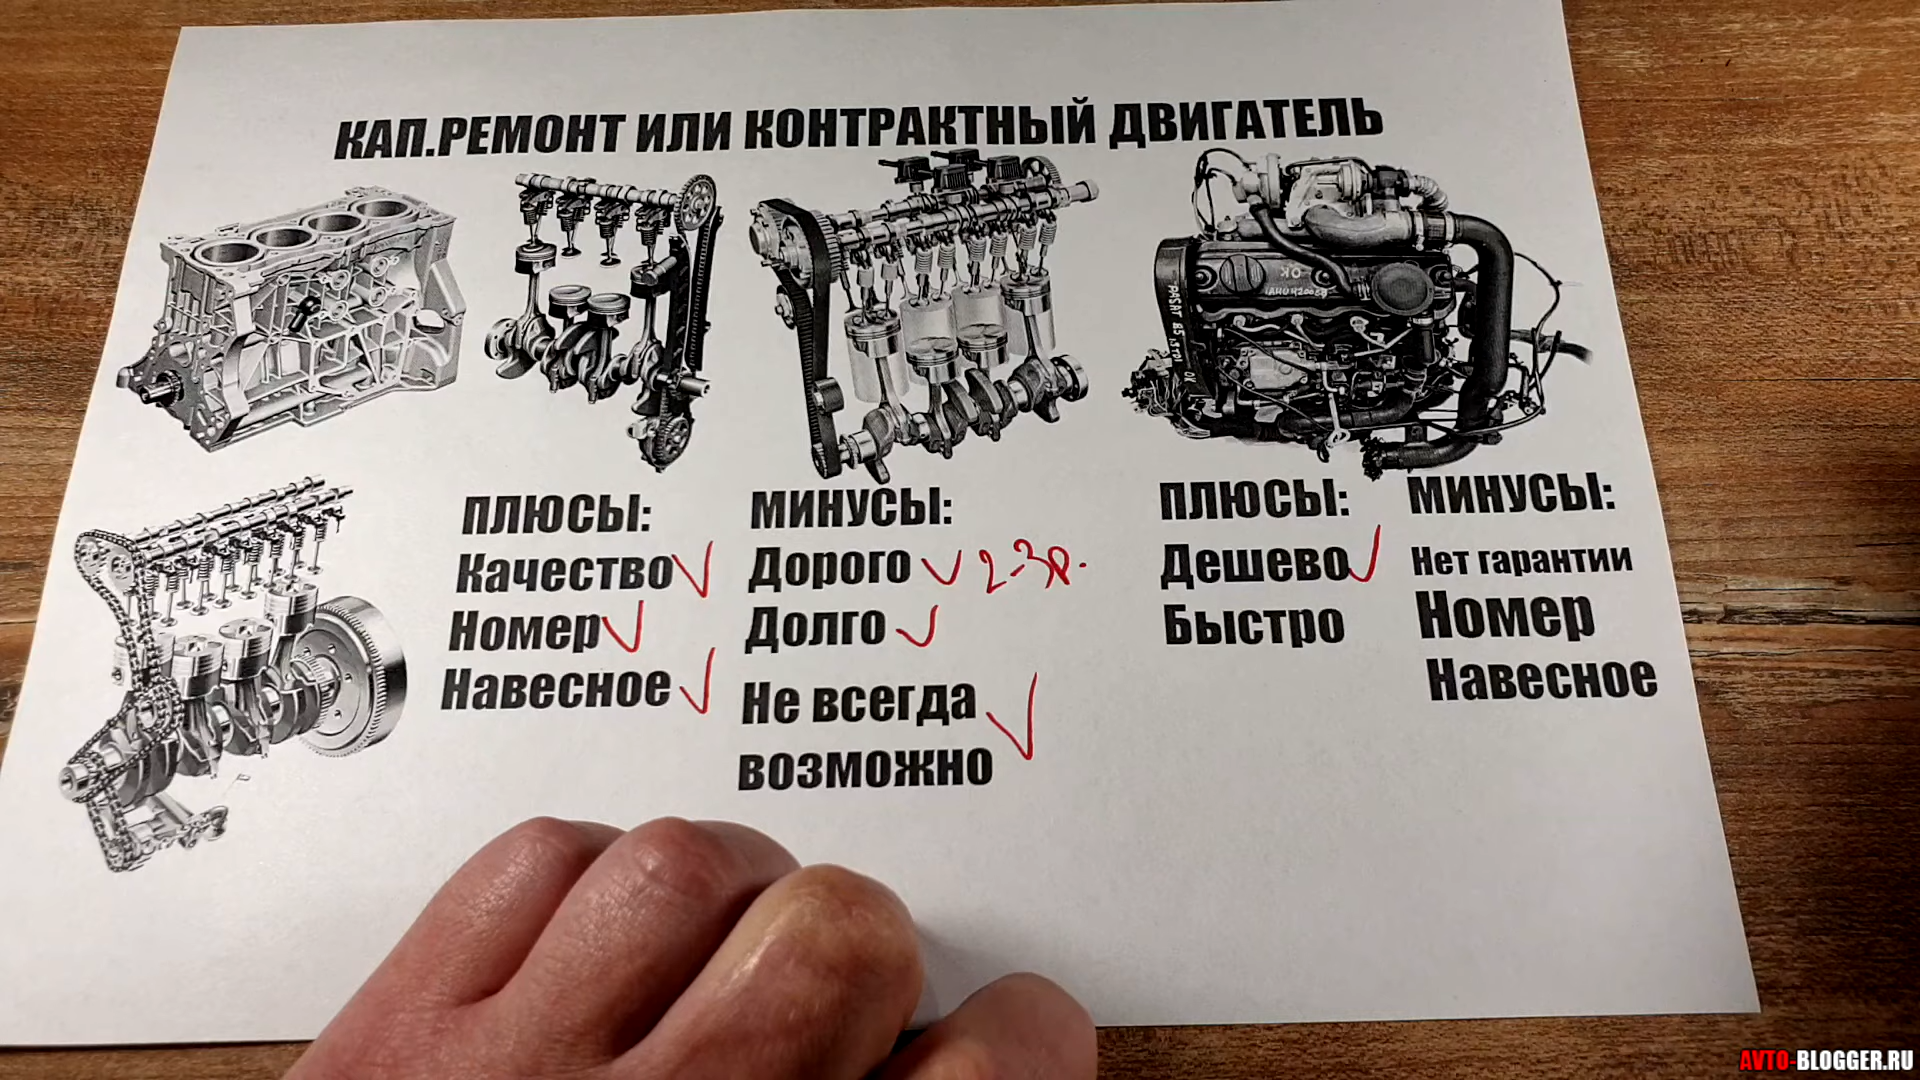 КАП.РЕМОНТ ИЛИ КОНТРАКТНЫЙ ДВИГАТЕЛЬ
ПЛЮСЫ:
Качество
Номер
Навесное
МИНУСЫ:
Дорого 2-3р.
Долго
Не всегда
возможно
ПЛЮСЫ:
Дешево
Быстро
МИНУСЫ:
Нет гарантии
Номер
Навесное
OK
AVTO-BLOGGER.RU